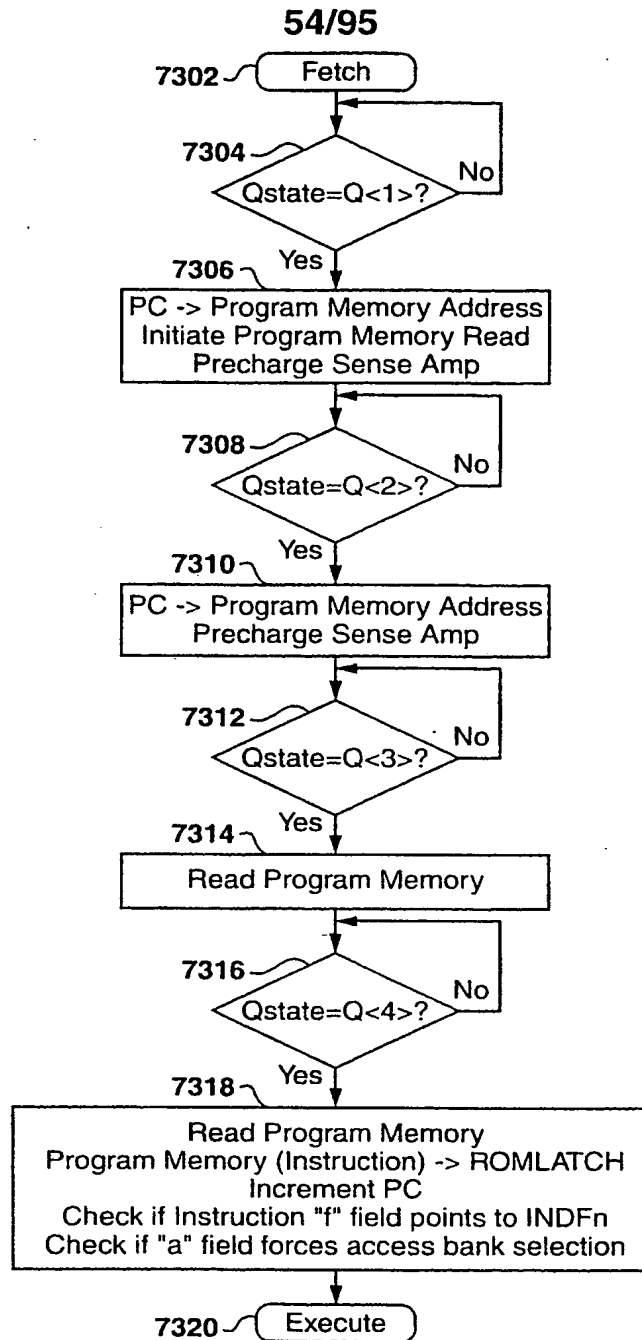 54/95
7302
Fetch
7304
Qstate=Q<1>?
No
Yes
7306
PC -> Program Memory Address
Initiate Program Memory Read
Precharge Sense Amp
7308
Qstate=Q<2>?
No
Yes
7310
PC -> Program Memory Address
Precharge Sense Amp
7312
Qstate=Q<3>?
No
Yes
7314
Read Program Memory
7316
Qstate=Q<4>?
No
Yes
7318
Read Program Memory
Program Memory (Instruction) -> ROMLATCH
Increment PC
Check if Instruction "f" field points to INDFn
Check if "a" field forces access bank selection
7320
Execute